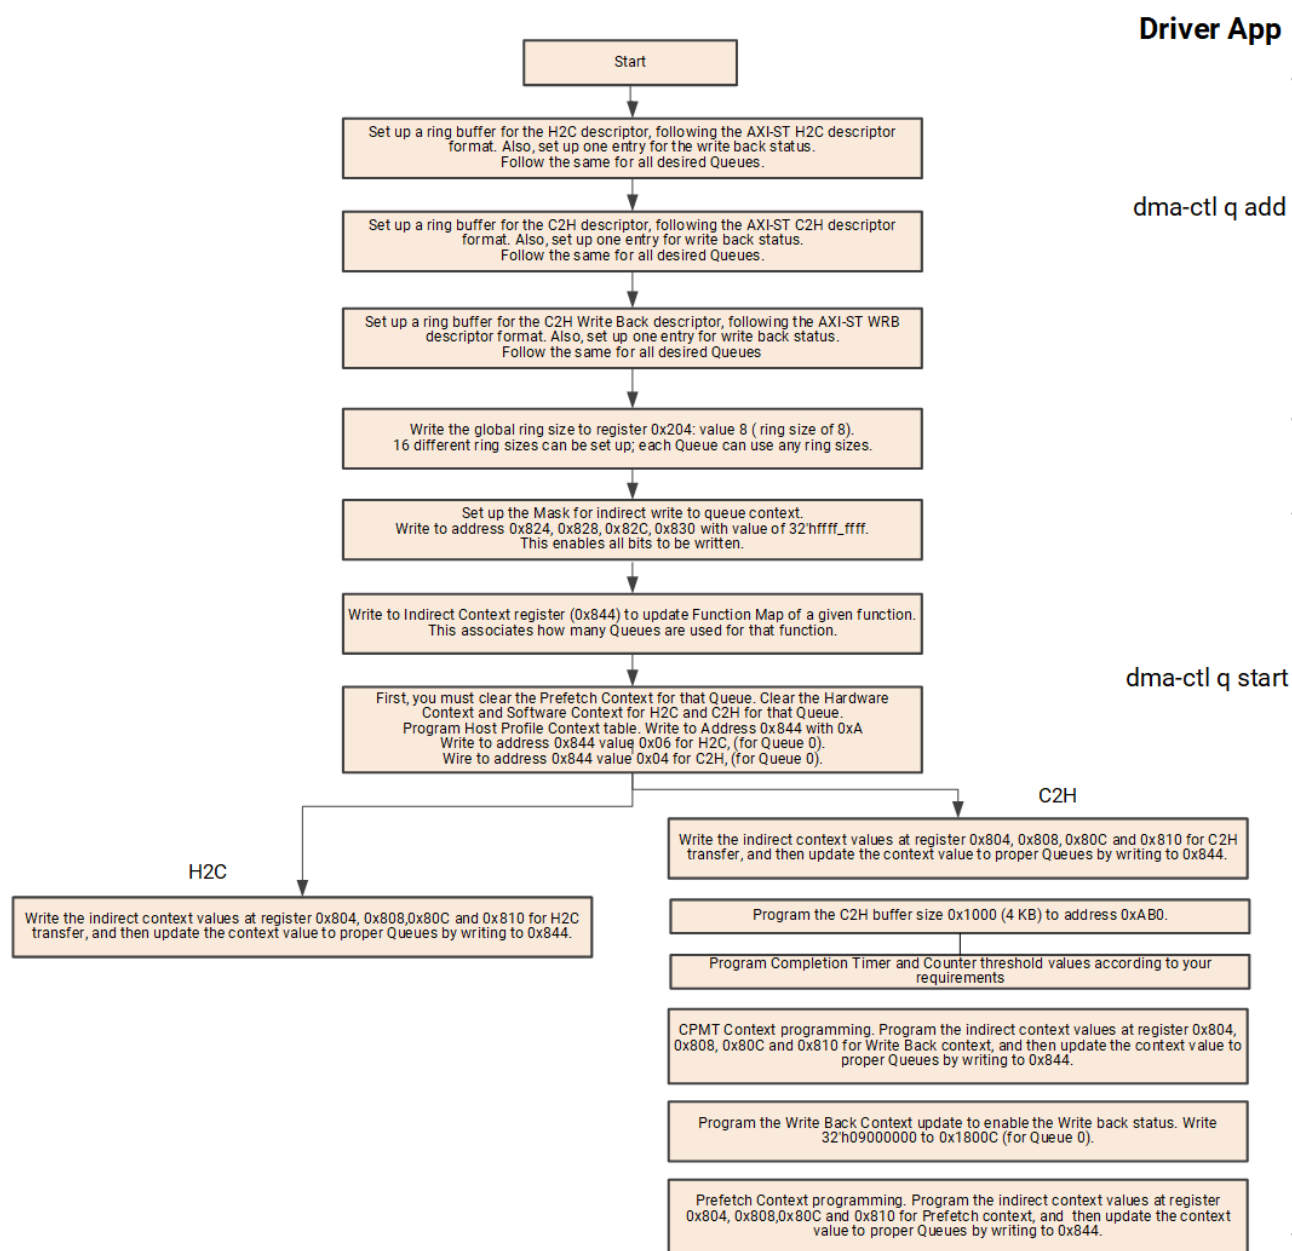 Driver App
Start
Set up a ring buffer for the H2C descriptor, following the AXI-ST H2C descriptor
format. Also, set up one entry for the write back status.
Follow the same for all desired Queues.
dma-ctl q add
Set up a ring buffer for the C2H descriptor, following the AXI-ST C2H descriptor
format. Also, set up one entry for write back status.
Follow the same for all desired Queues.
Set up a ring buffer for the C2H Write Back descriptor, following the AXI-ST WRB
descriptor format. Also, set up one entry for write back status.
Follow the same for all desired Queues
Write the global ring size to register 0x204: value 8 ( ring size of 8).
16 different ring sizes can be set up; each Queue can use any ring sizes.
Set up the Mask for indirect write to queue context.
Write to address 0x824, 0x828, 0x82C, 0x830 with value of 32'hffff_ffff.
This enables all bits to be written.
Write to Indirect Context register (0x844) to update Function Map of a given function.
This associates how many Queues are used for that function.
dma-ctl q start
First, you must clear the Prefetch Context for that Queue. Clear the Hardware
Context and Software Context for H2C and C2H for that Queue.
Program Host Profile Context table. Write to Address 0x844 with 0xA
Write to address 0x844 value 0x06 for H2C, (for Queue 0).
Wire to address 0x844 value 0x04 for C2H, (for Queue 0).
H2C
Write the indirect context values at register 0x804, 0x808,0x80C and 0x810 for H2C
transfer, and then update the context value to proper Queues by writing to 0x844.
C2H
Write the indirect context values at register 0x804, 0x808, 0x80C and 0x810 for C2H
transfer, and then update the context value to proper Queues by writing to 0x844.
Program the C2H buffer size 0x1000 (4 KB) to address 0xAB0.
Program Completion Timer and Counter threshold values according to your
requirements
CPMT Context programming. Program the indirect context values at register 0x804,
0x808, 0x80C and 0x810 for Write Back context, and then update the context value to
proper Queues by writing to 0x844.
Program the Write Back Context update to enable the Write back status. Write
32'h09000000 to 0x1800C (for Queue 0).
Prefetch Context programming. Program the indirect context values at register
0x804, 0x808,0x80C and 0x810 for Prefetch context, and then update the context
value to proper Queues by writing to 0x844.